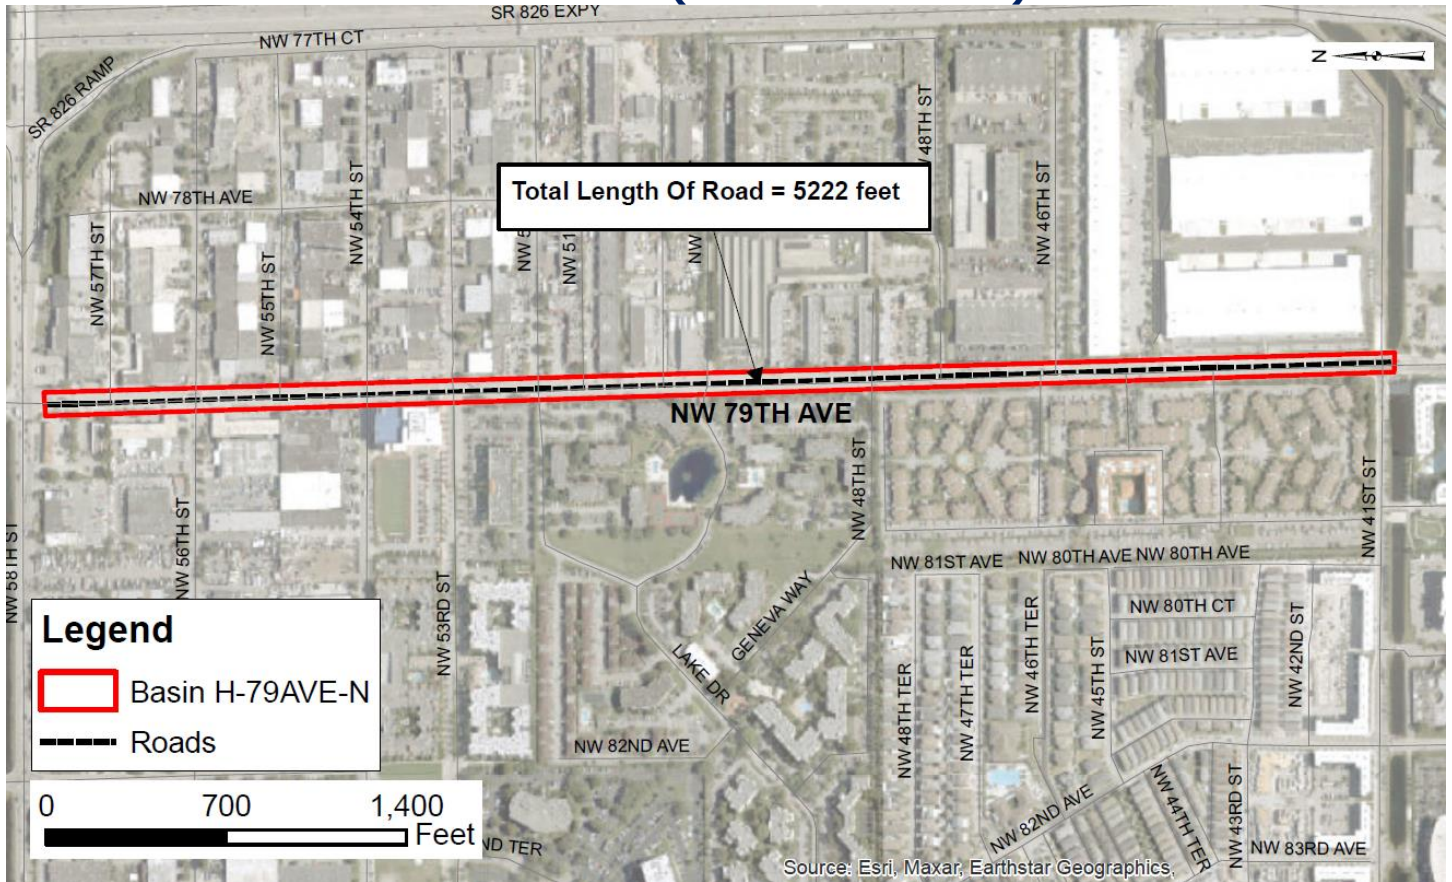 SR 826 EXPY
NW 77TH CT
N
SR 826 RAMP
48TH ST
Total Length Of Road = 5222 feet
NW 78TH AVE
NW 54TH ST
NW 46TH ST
NW 57TH ST
NW 55TH ST
NW 51
NW
NW 79TH AVE
NW 48TH ST
NW 41ST ST
NW 58TH ST
NW 56TH ST
NW 53RD ST
NW 81ST AVE
NW 80TH AVE
NW 80TH AVE
GENEVA WAY
LAKE DR
NW 80TH CT
NW 81ST AVE
NW 42ND ST
NW 46TH TER
NW 45TH ST
NW 48TH TER
NW 47TH TER
NW 82ND AVE
NW 82ND AVE
NW 44TH TER
NW 43RD ST
NW 83RD AVE
ND TER
Legend
Basin H-79AVE-N
Roads
0 700 1,400
Feet
Source: Esri, Maxar, Earthstar Geographics,